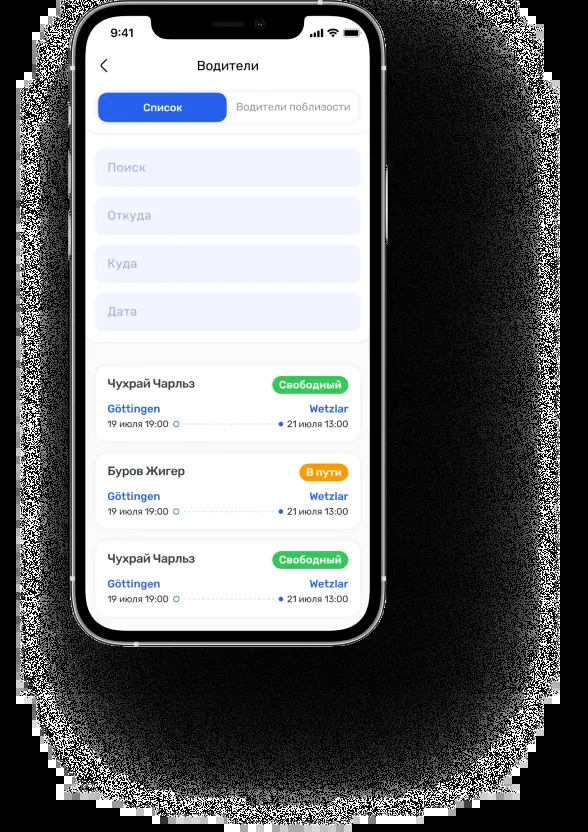 9:41
Водители
Список Водители поблизости
Поиск
Откуда
Куда
Дата
Чухрай Чарльз Свободный
Göttingen Wetzlar
19 июля 19:00 21 июля 13:00
Буров Жигер В пути
Göttingen Wetzlar
19 июля 19:00 21 июля 13:00
Чухрай Чарльз Свободный
Göttingen Wetzlar
19 июля 19:00 21 июля 13:00